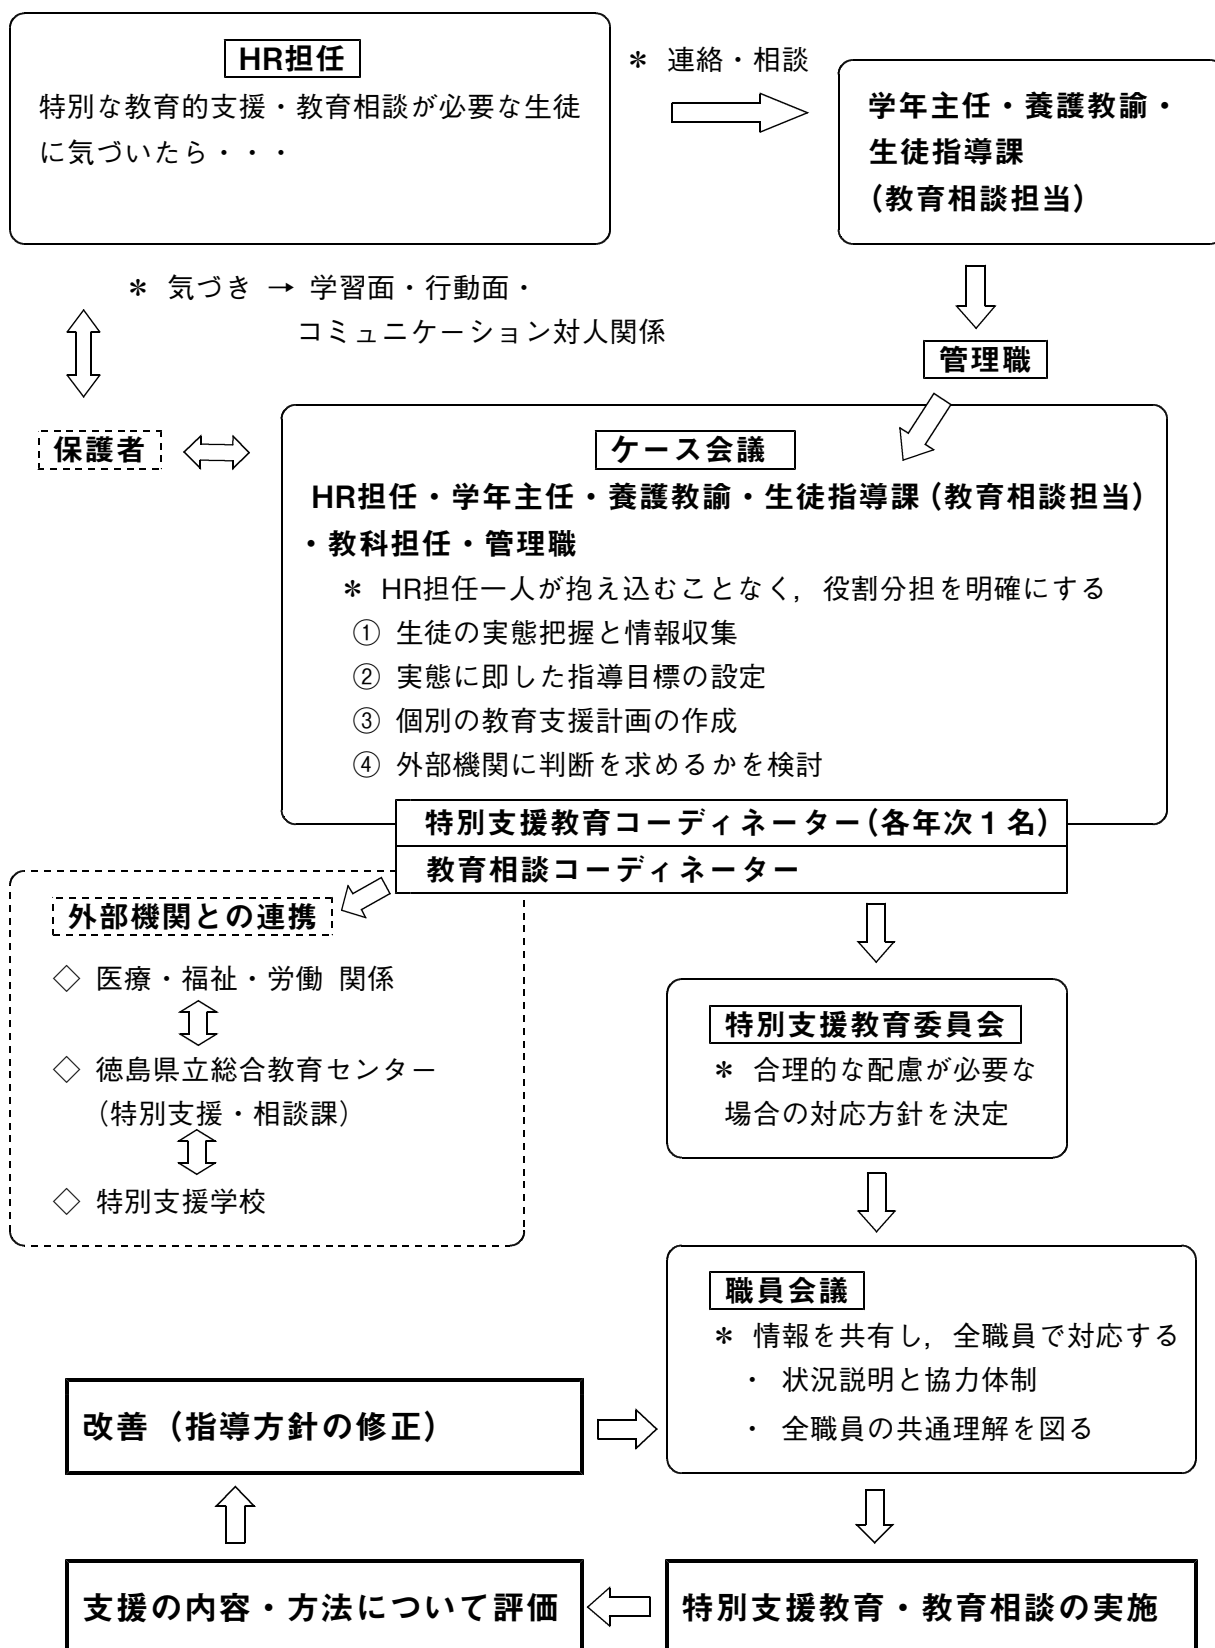 HR担任
特別な教育的支援・教育相談が必要な生徒
に気づいたら・・・
＊ 連絡・相談
学年主任・養護教諭・
生徒指導課
（教育相談担当）
＊ 気づき → 学習面・行動面・
コミュニケーション対人関係
管理職
保護者
ケース会議
HR担任・学年主任・養護教諭・生徒指導課（教育相談担当）
・教科担任・管理職
＊ HR担任一人が抱え込むことなく，役割分担を明確にする
① 生徒の実態把握と情報収集
② 実態に即した指導目標の設定
③ 個別の教育支援計画の作成
④ 外部機関に判断を求めるかを検討
特別支援教育コーディネーター（各年次１名）
教育相談コーディネーター
外部機関との連携
◇ 医療・福祉・労働 関係
◇ 徳島県立総合教育センター
（特別支援・相談課）
◇ 特別支援学校
特別支援教育委員会
＊ 合理的な配慮が必要な
場合の対応方針を決定
職員会議
＊ 情報を共有し，全職員で対応する
・ 状況説明と協力体制
・ 全職員の共通理解を図る
改善（指導方針の修正）
支援の内容・方法について評価
特別支援教育・教育相談の実施